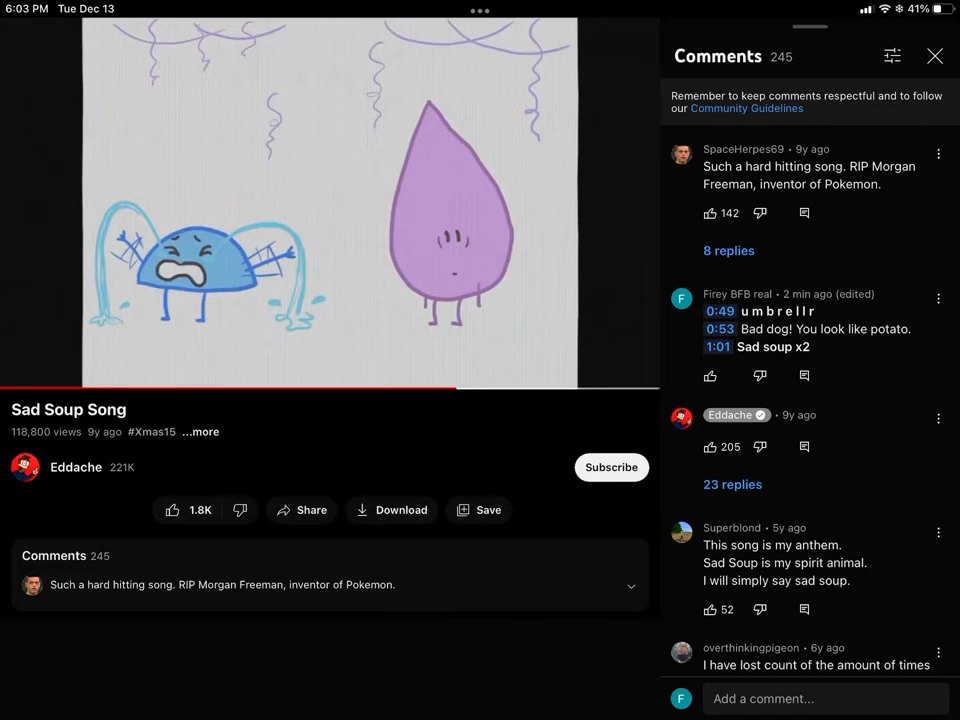 6:03 PM Tue Dec 13
41%
Comments 245
Remember to keep comments respectful and to follow
our Community Guidelines
SpaceHerpes69 • 9y ago
Such a hard hitting song. RIP Morgan
Freeman, inventor of Pokemon.
142
8 replies
F
Firey BFB real • 2 min ago (edited)
0:49 u m b r e l l r
0:53 Bad dog! You look like potato.
1:01 Sad soup x2
Eddache • 9y ago
205
23 replies
Superblond • 5y ago
This song is my anthem.
Sad Soup is my spirit animal.
I will simply say sad soup.
52
overthinkingpigeon • 6y ago
I have lost count of the amount of times
F
Add a comment...
Sad Soup Song
118,800 views 9y ago #Xmas15 ...more
Eddache 221K
Subscribe
1.8K
Share
Download
Save
Comments 245
Such a hard hitting song. RIP Morgan Freeman, inventor of Pokemon.